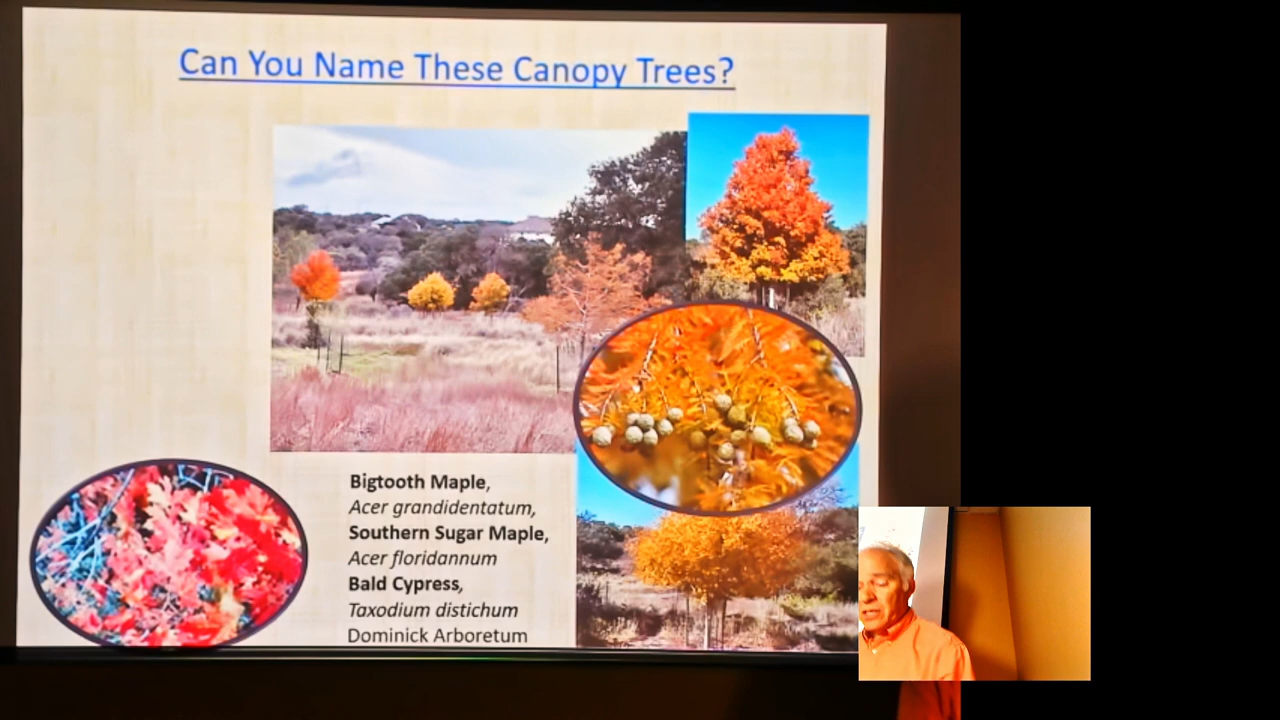 Can You Name These Canopy Trees?
Bigtooth Maple,
Acer grandidentatum,
Southern Sugar Maple,
Acer floridannum
Bald Cypress,
Taxodium distichum
Dominick Arboretum